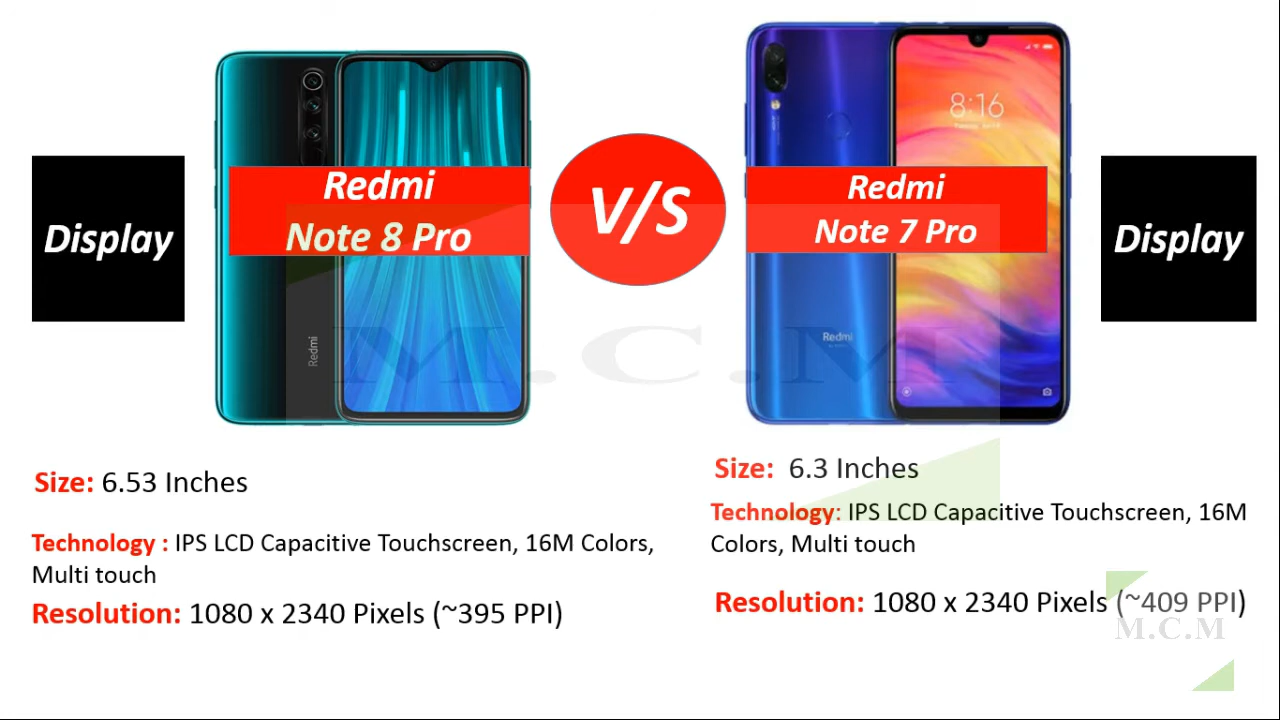 Redmi
Note 8 Pro
V/S
Redmi
Note 7 Pro
Display
Display
8:16
Redmi
Redmi
M.C.M
Size: 6.53 Inches
Technology : IPS LCD Capacitive Touchscreen, 16M Colors,
Multi touch
Resolution: 1080 x 2340 Pixels (~395 PPI)
Size: 6.3 Inches
Technology: IPS LCD Capacitive Touchscreen, 16M
Colors, Multi touch
Resolution: 1080 x 2340 Pixels (~409 PPI)
M.C.M